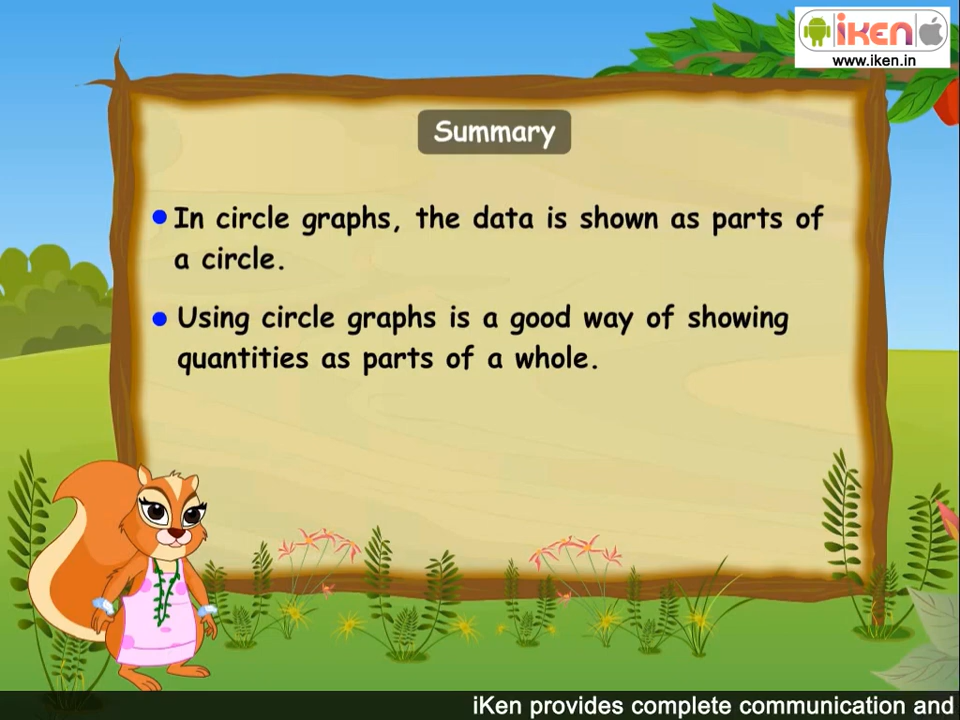 iken
www.iken.in
Summary
In circle graphs, the data is shown as parts of
a circle.
Using circle graphs is a good way of showing
quantities as parts of a whole.
iKen provides complete communication and